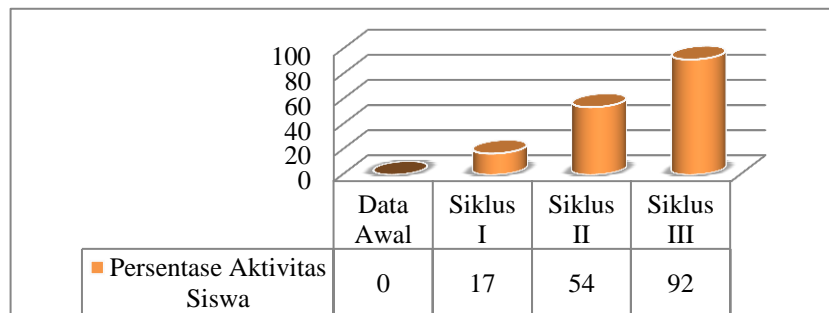 100
80
60
40
20
0
Data Awal
Siklus I
Siklus II
Siklus III
Persentase Aktivitas Siswa
0
17
54
92